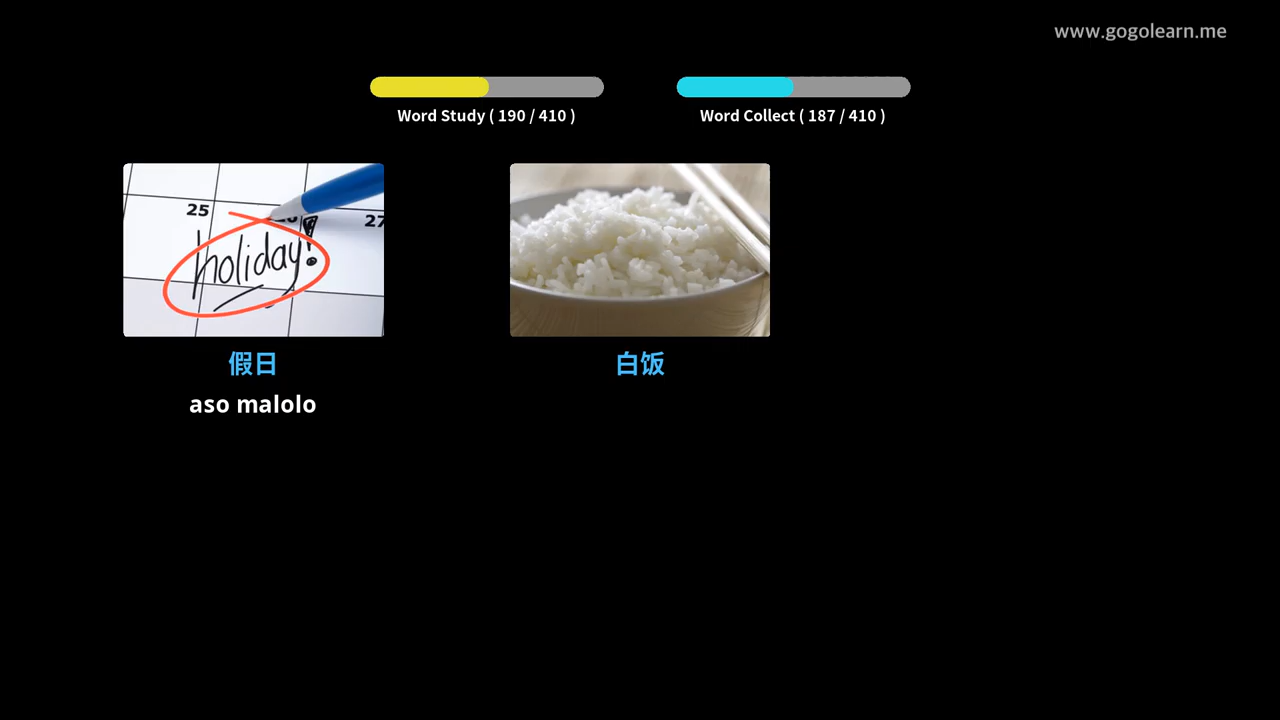 www.gogolearn.me
Word Study ( 190 / 410 )
Word Collect ( 187 / 410 )
25
27
holiday!
假日
白饭
aso malolo